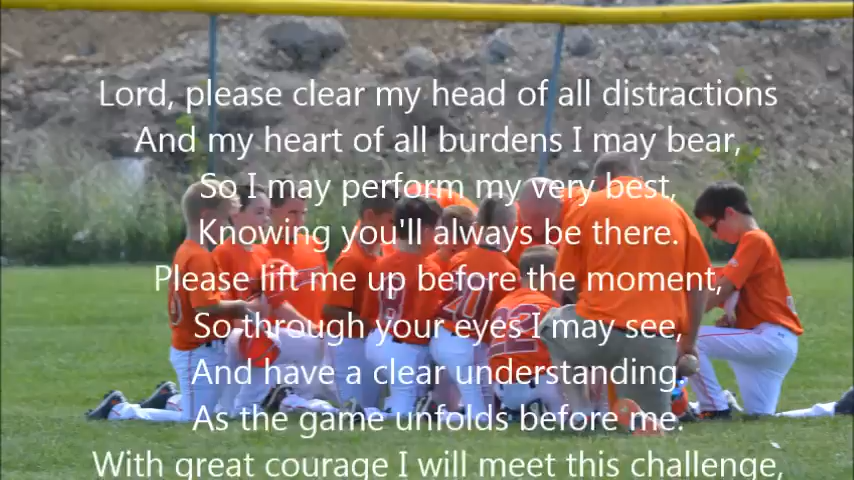 Lord, please clear my head of all distractions
And my heart of all burdens I may bear,
So I may perform my very best,
Knowing you'll always be there.
Please lift me up before the moment,
So through your eyes I may see,
And have a clear understanding.
As the game unfolds before me.
With great courage I will meet this challenge,
8
20
22